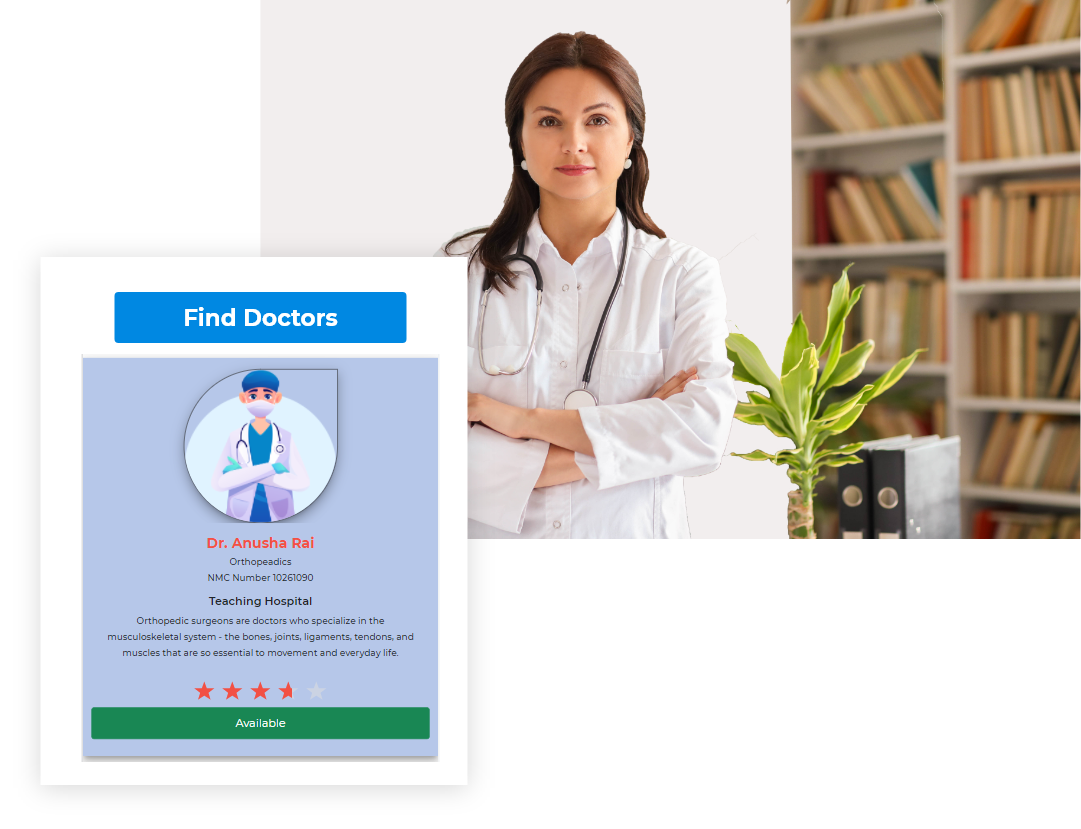 Find Doctors
Dr. Anusha Rai
Orthopeadics
NMC Number 10261090
Teaching Hospital
Orthopedic surgeons are doctors who specialize in the
musculoskeletal system - the bones, joints, ligaments, tendons, and
muscles that are so essential to movement and everyday life.
Available